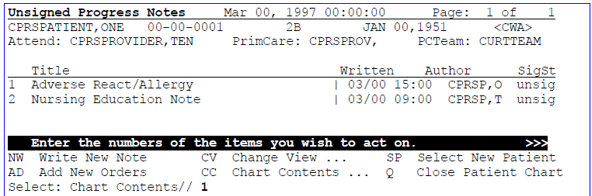 Unsigned Progress Notes Mar 00, 1997 00:00:00 Page: 1 of 1
CPRSPATIENT,ONE 00-00-0001 2B JAN 00,1951 <CWA>
Attend: CPRSPROVIDER,TEN PrimCare: CPRSPROV, PCTeam: CURTTEAM
Title Written Author SigSt
1 Adverse React/Allergy | 03/00 15:00 CPRSP,O unsig
2 Nursing Education Note | 03/00 09:00 CPRSP,T unsig
Enter the numbers of the items you wish to act on. >>>
NW Write New Note CV Change View ... SP Select New Patient
AD Add New Orders CC Chart Contents ... Q Close Patient Chart
Select: Chart Contents// 1